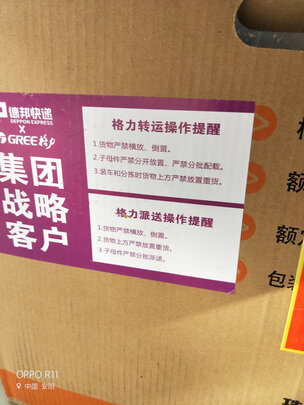 德邦快递
DEPPON EXPRESS
×
GREE格力
集团
战略
客户
格力转运操作提醒
1.货物严禁横放、倒置。
2.子母件严禁分开放置、严禁分批配载。
3.装车和分拣时货物上方严禁放置重货。
格力派送操作提醒
1.货物严禁横放、倒置。
2.货物上方严禁放置重货。
3.子母件严禁分批派送。
格
额
包装
OPPO R11
中国·安阳